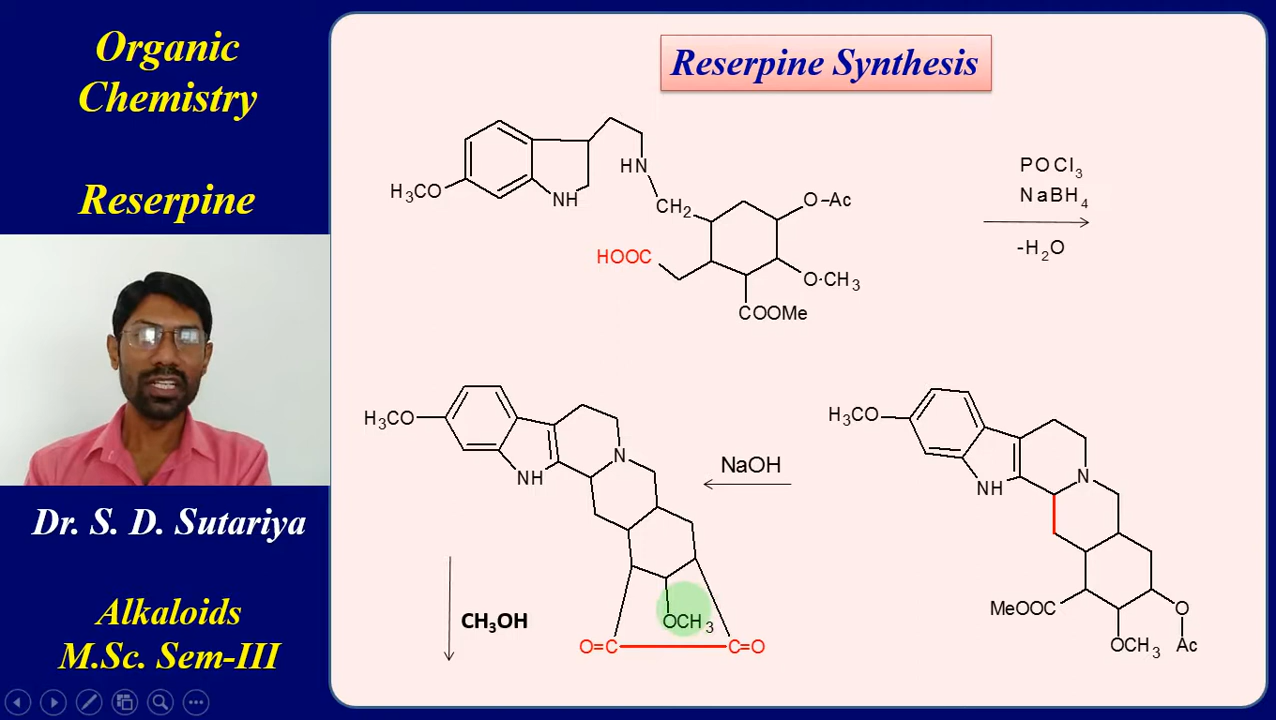 Organic
Chemistry
Reserpine
Dr. S. D. Sutariya
Alkaloids
M.Sc. Sem-III
Reserpine Synthesis
H₃CO
NH
HN
CH₂
O–Ac
HOOC
O·CH₃
COOMe
POCl₃
NaBH₄
-H₂O
H₃CO
N
NH
OCH₃
O=C
C=O
NaOH
H₃CO
N
NH
MeOOC
O
OCH₃
Ac
CH₃OH